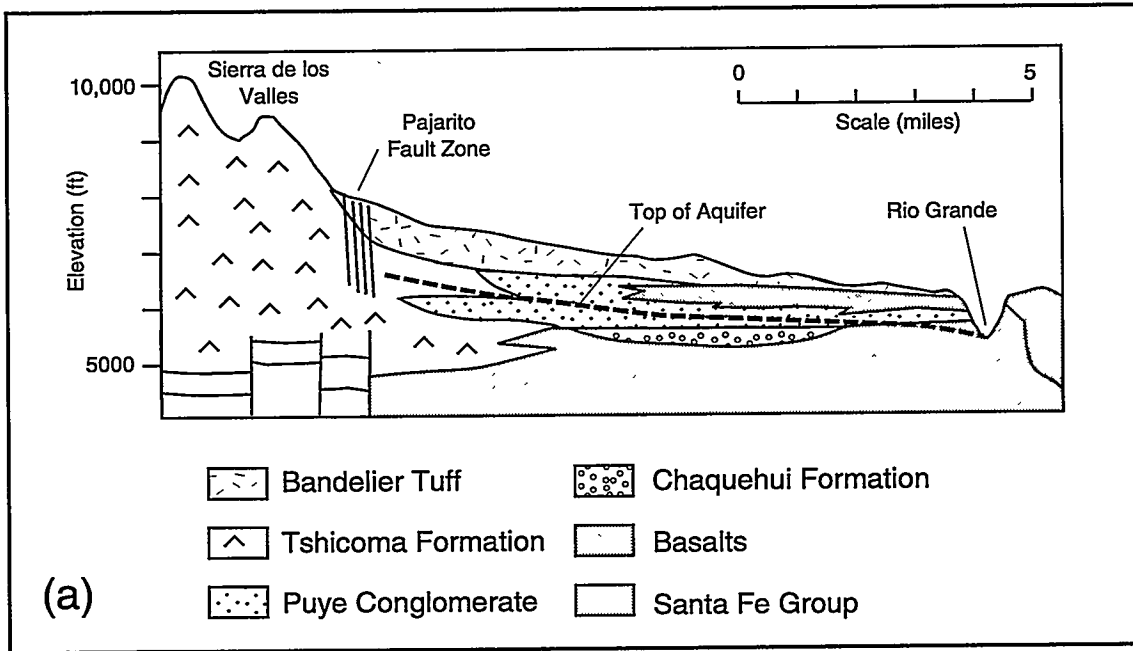 Sierra de los
Valles
0 5
10,000
Scale (miles)
Pajarito
Fault Zone
Top of Aquifer
Rio Grande
Elevation (ft)
5000
Bandelier Tuff
Chaquehui Formation
Tshicoma Formation
Basalts
(a)
Puye Conglomerate
Santa Fe Group